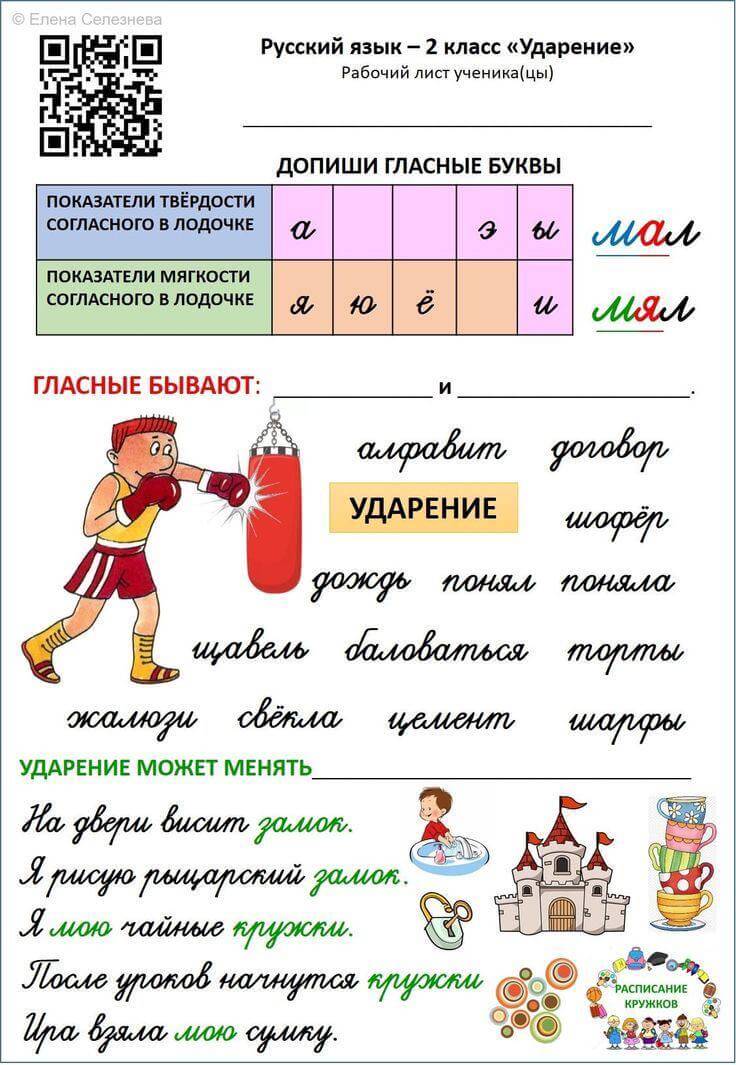 © Елена Селезнева
Русский язык – 2 класс «Ударение»
Рабочий лист ученика(цы)
ДОПИШИ ГЛАСНЫЕ БУКВЫ
ПОКАЗАТЕЛИ ТВЁРДОСТИ
СОГЛАСНОГО В ЛОДОЧКЕ
а э ы
мал
ПОКАЗАТЕЛИ МЯГКОСТИ
СОГЛАСНОГО В ЛОДОЧКЕ
я ю ё и
мял
ГЛАСНЫЕ БЫВАЮТ: _____________ и ___________________.
алфавит договор
УДАРЕНИЕ
шофёр
дождь понял поняла
щавель баловаться торты
жалюзи свёкла цемент шарфы
УДАРЕНИЕ МОЖЕТ МЕНЯТЬ______________________________
На двери висит замок.
Я рисую рыцарский замок.
Я мою чайные кружки.
После уроков начнутся кружки
Ира взяла мою сумку.
РАСПИСАНИЕ
КРУЖКОВ